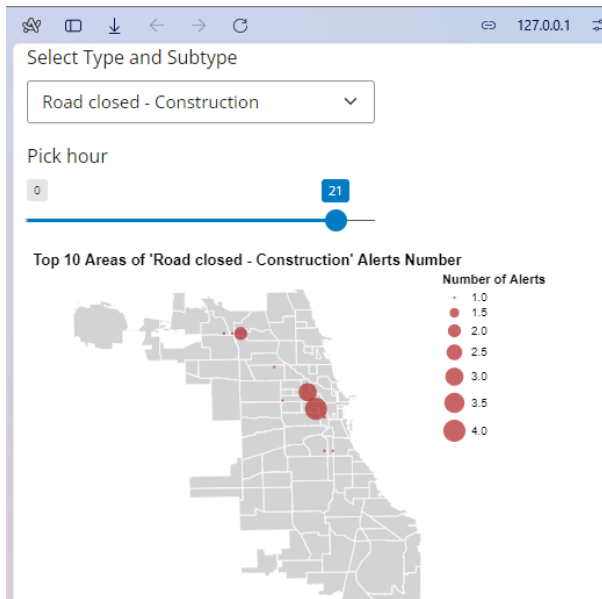 127.0.0.1
Select Type and Subtype
Road closed - Construction
Pick hour
0
21
Top 10 Areas of 'Road closed - Construction' Alerts Number
Number of Alerts
1.0
1.5
2.0
2.5
3.0
3.5
4.0